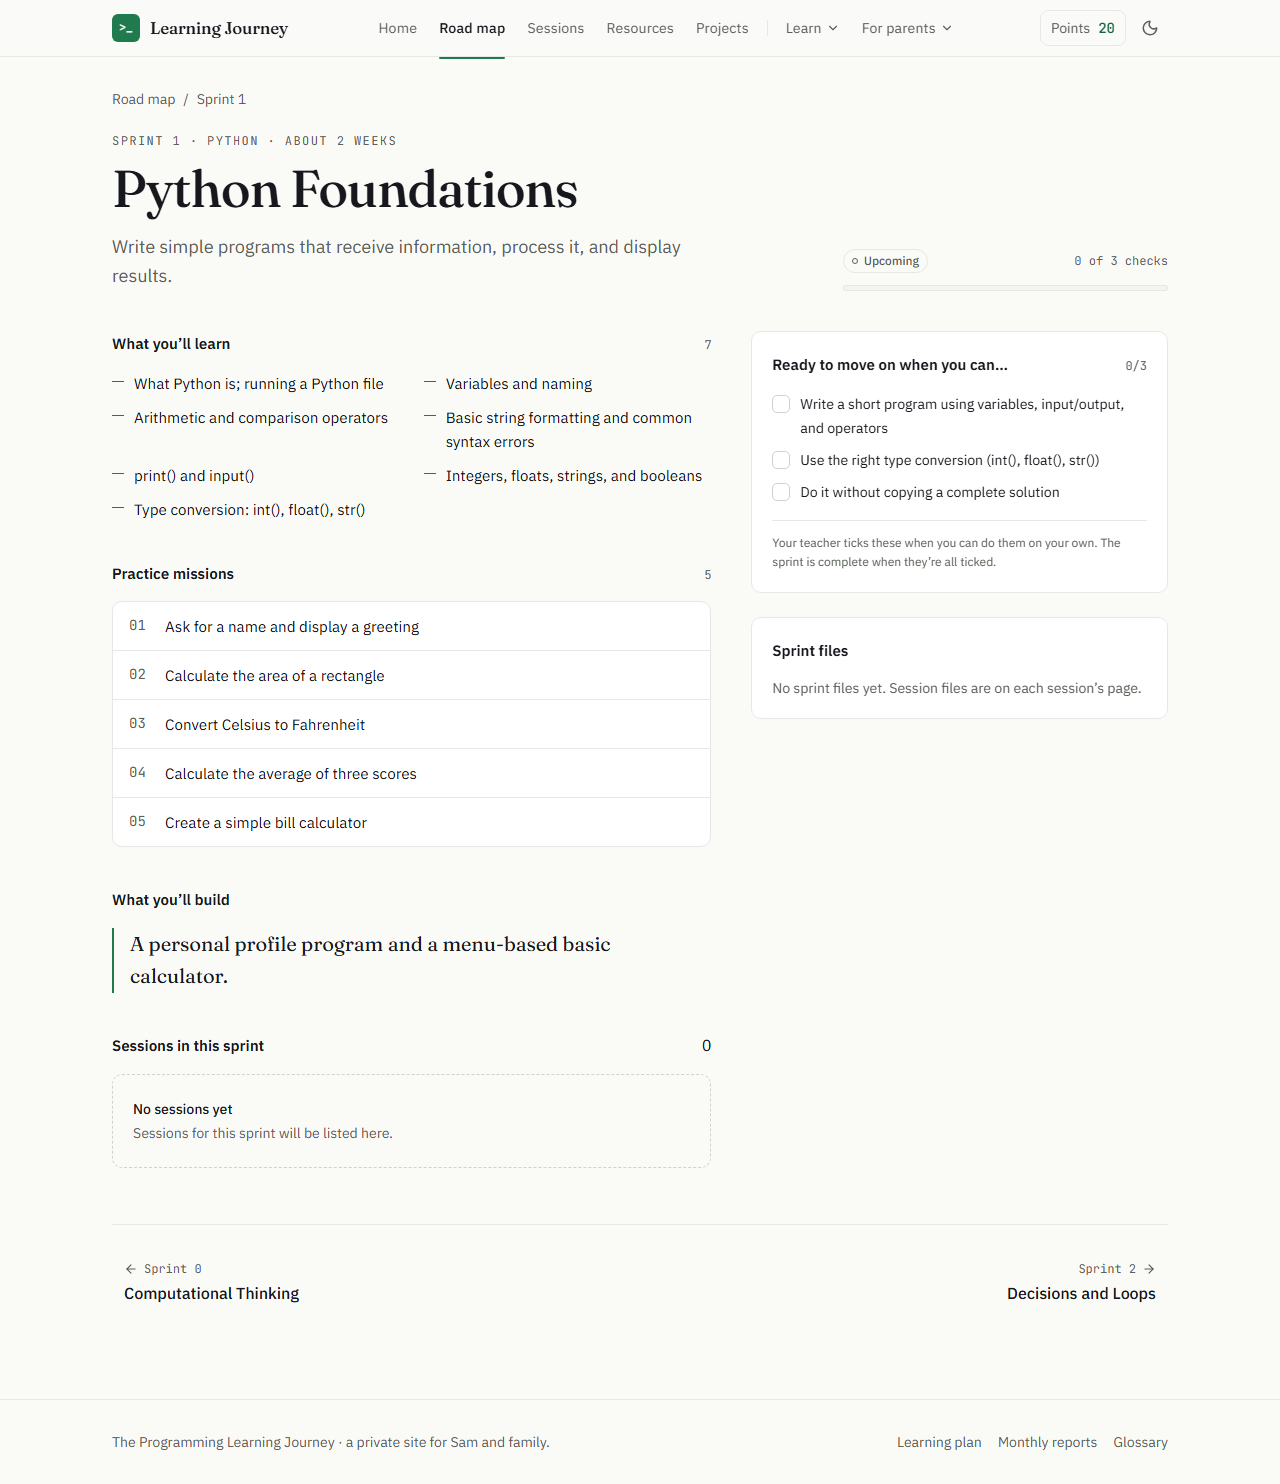 >_ Learning Journey
Home Road map Sessions Resources Projects Learn For parents Points 20
Road map / Sprint 1
SPRINT 1 · PYTHON · ABOUT 2 WEEKS
Python Foundations
Write simple programs that receive information, process it, and display
results.
Upcoming
0 of 3 checks
What you’ll learn 7
What Python is; running a Python file
Variables and naming
Arithmetic and comparison operators
Basic string formatting and common
syntax errors
print() and input()
Integers, floats, strings, and booleans
Type conversion: int(), float(), str()
Practice missions 5
01 Ask for a name and display a greeting
02 Calculate the area of a rectangle
03 Convert Celsius to Fahrenheit
04 Calculate the average of three scores
05 Create a simple bill calculator
What you’ll build
A personal profile program and a menu-based basic
calculator.
Sessions in this sprint 0
No sessions yet
Sessions for this sprint will be listed here.
Ready to move on when you can… 0/3
Write a short program using variables, input/output,
and operators
Use the right type conversion (int(), float(), str())
Do it without copying a complete solution
Your teacher ticks these when you can do them on your own. The
sprint is complete when they’re all ticked.
Sprint files
No sprint files yet. Session files are on each session’s page.
← Sprint 0
Computational Thinking
Sprint 2 →
Decisions and Loops
The Programming Learning Journey · a private site for Sam and family.
Learning plan Monthly reports Glossary